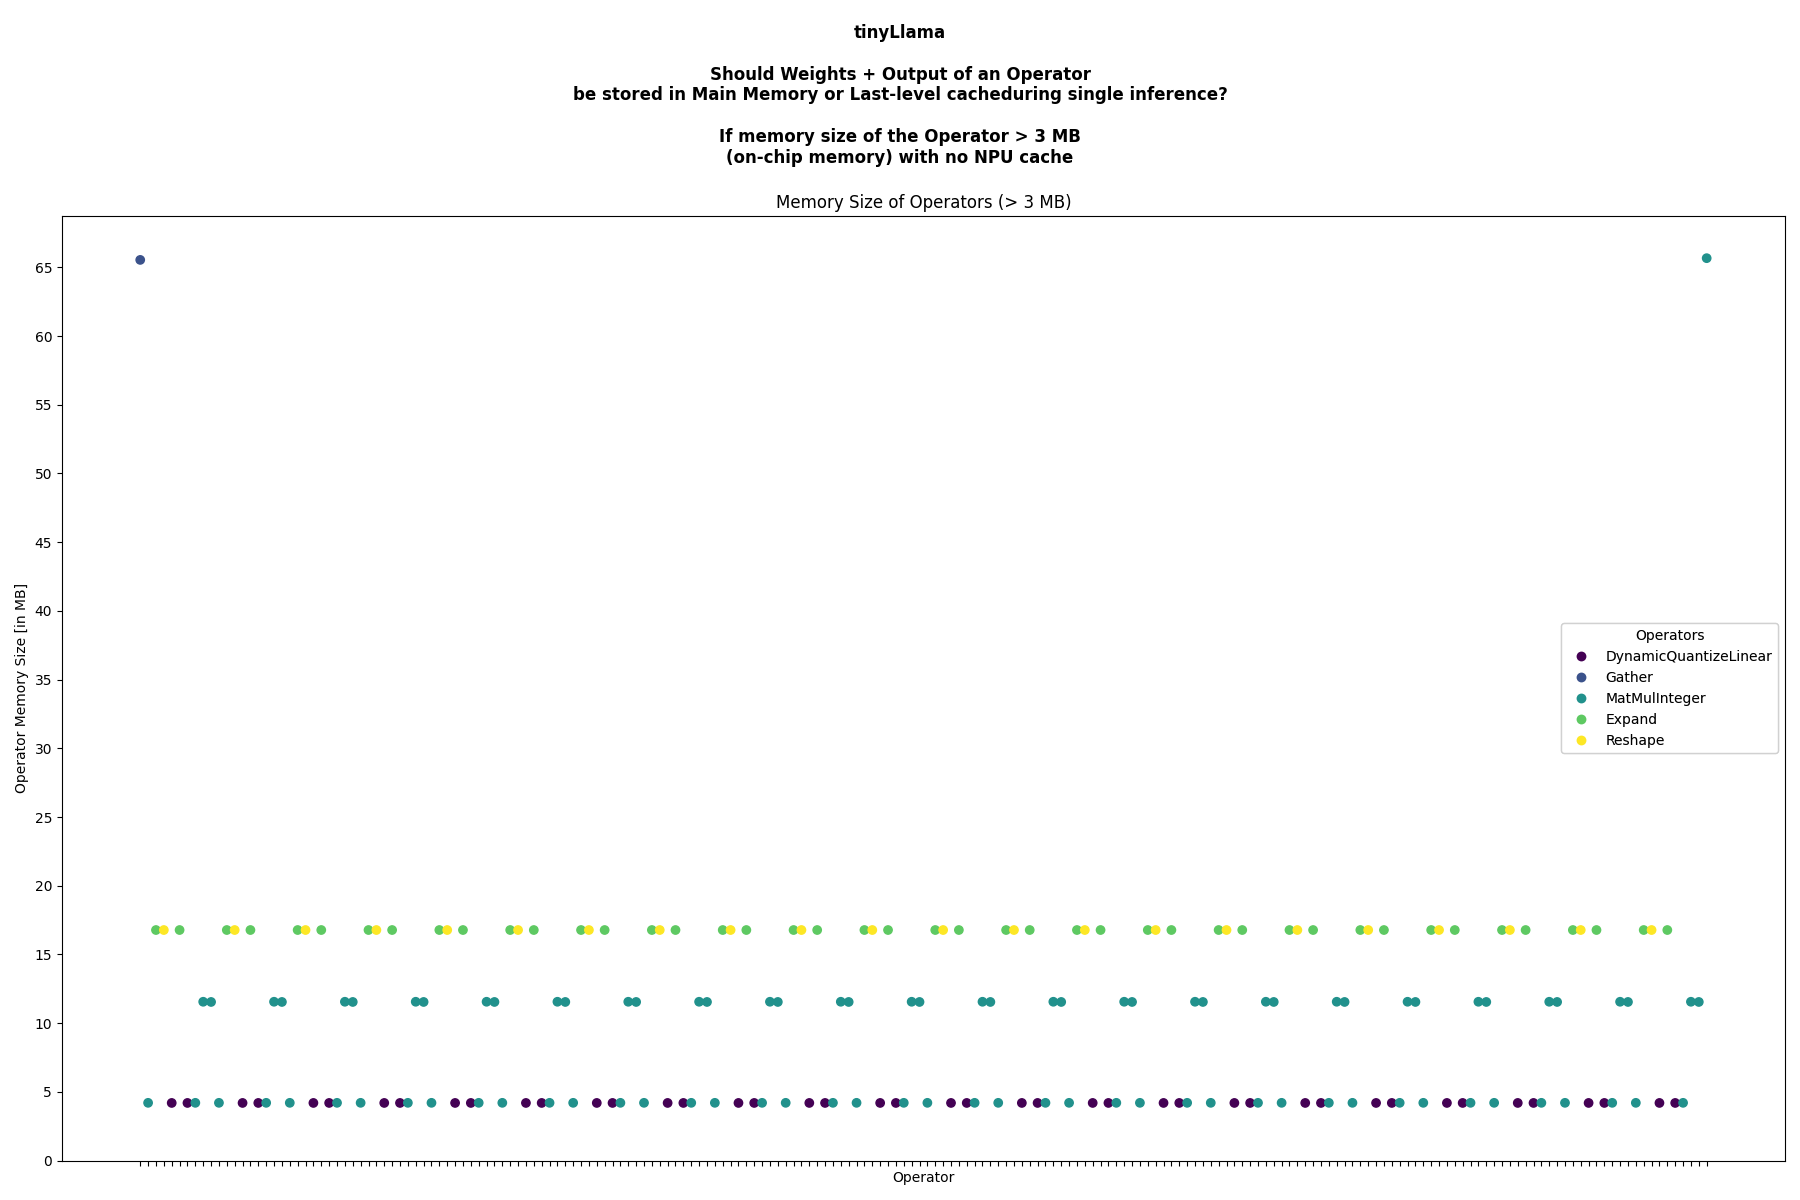 tinyLlama
Should Weights + Output of an Operator
be stored in Main Memory or Last-level cacheduring single inference?
If memory size of the Operator > 3 MB
(on-chip memory) with no NPU cache
Memory Size of Operators (> 3 MB)
Operator Memory Size [in MB]
65
60
55
50
45
40
35
30
25
20
15
10
5
0
Operators
DynamicQuantizeLinear
Gather
MatMulInteger
Expand
Reshape
Operator